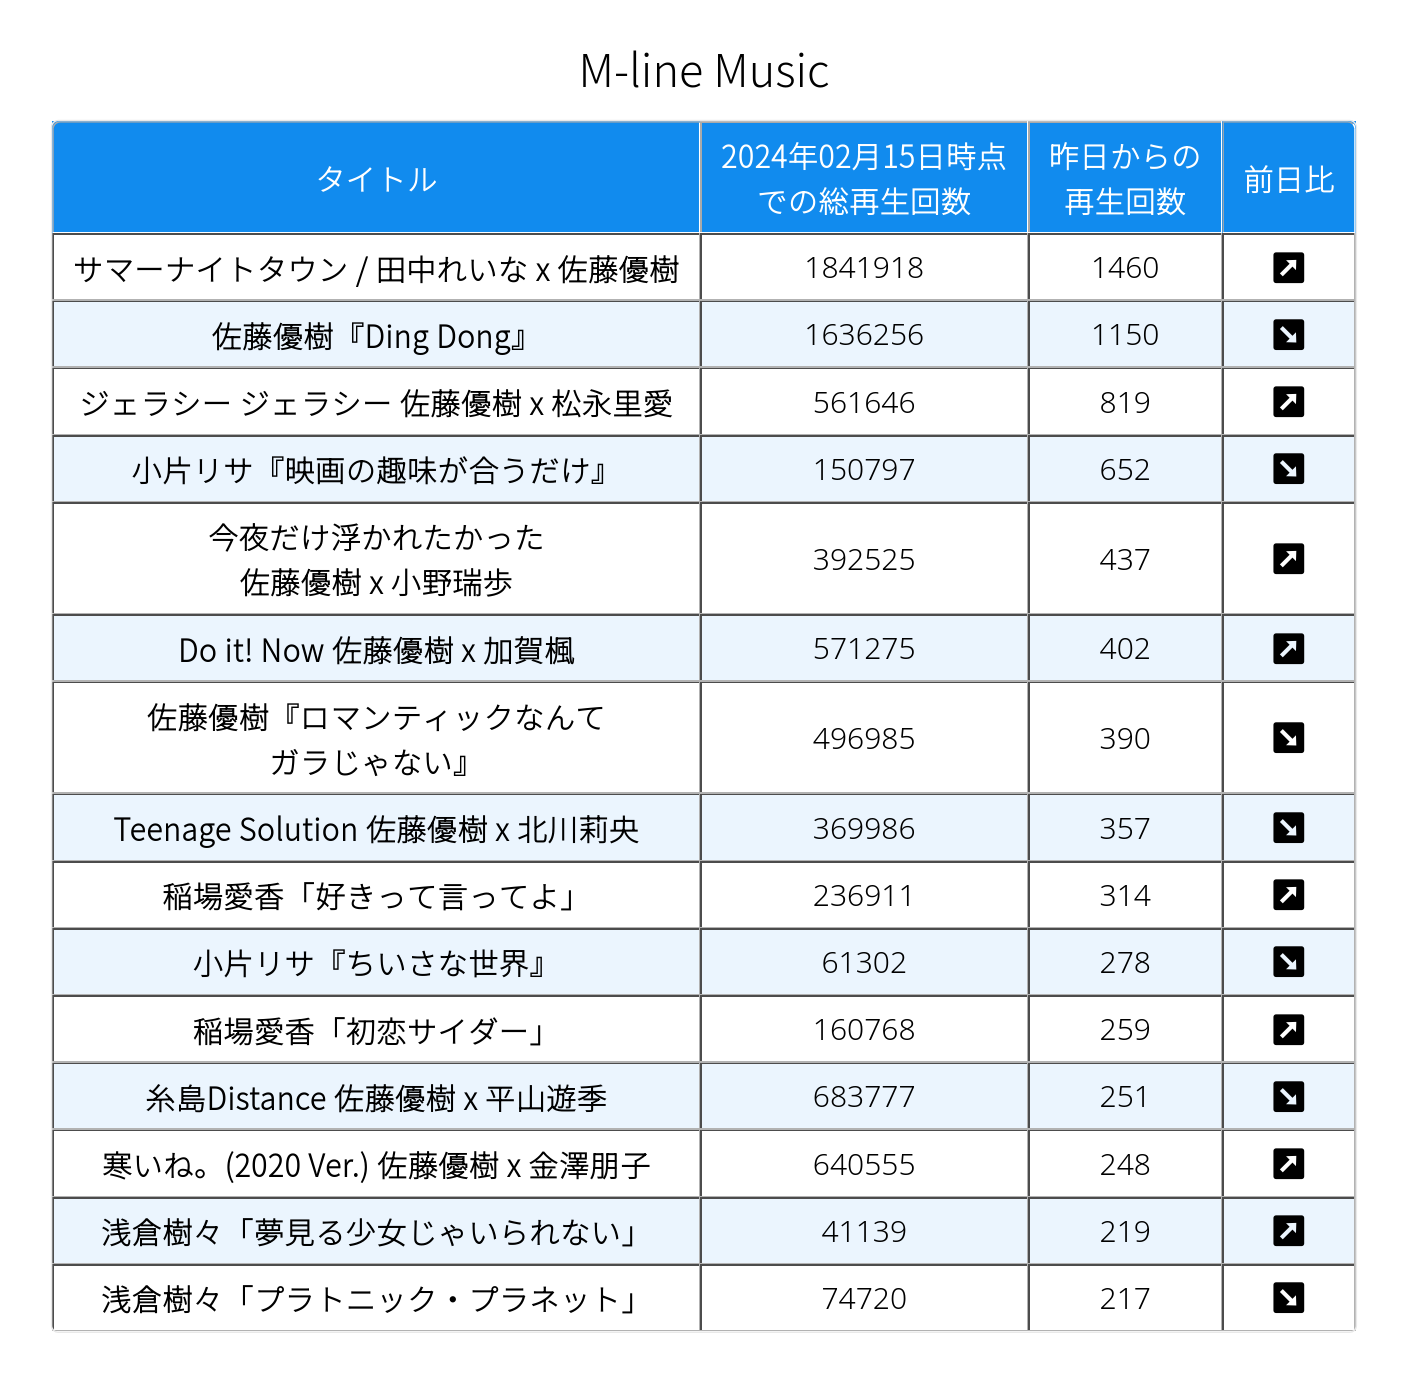 M-line Music
タイトル
2024年02月15日時点
での総再生回数
昨日からの
再生回数
前日比
サマーナイトタウン / 田中れいな x 佐藤優樹 1841918 1460
佐藤優樹『Ding Dong』 1636256 1150
ジェラシー ジェラシー 佐藤優樹 x 松永里愛 561646 819
小片リサ『映画の趣味が合うだけ』 150797 652
今夜だけ浮かれたかった
佐藤優樹 x 小野瑞歩 392525 437
Do it! Now 佐藤優樹 x 加賀楓 571275 402
佐藤優樹『ロマンティックなんて
ガラじゃない』 496985 390
Teenage Solution 佐藤優樹 x 北川莉央 369986 357
稲場愛香「好きって言ってよ」 236911 314
小片リサ『ちいさな世界』 61302 278
稲場愛香「初恋サイダー」 160768 259
糸島Distance 佐藤優樹 x 平山遊季 683777 251
寒いね。(2020 Ver.) 佐藤優樹 x 金澤朋子 640555 248
浅倉樹々「夢見る少女じゃいられない」 41139 219
浅倉樹々「プラトニック・プラネット」 74720 217